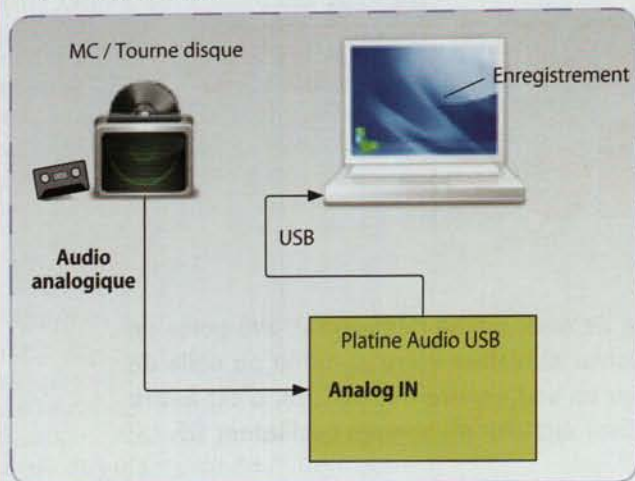 MC / Tourne disque
Enregistrement
USB
Audio
analogique
Platine Audio USB
Analog IN